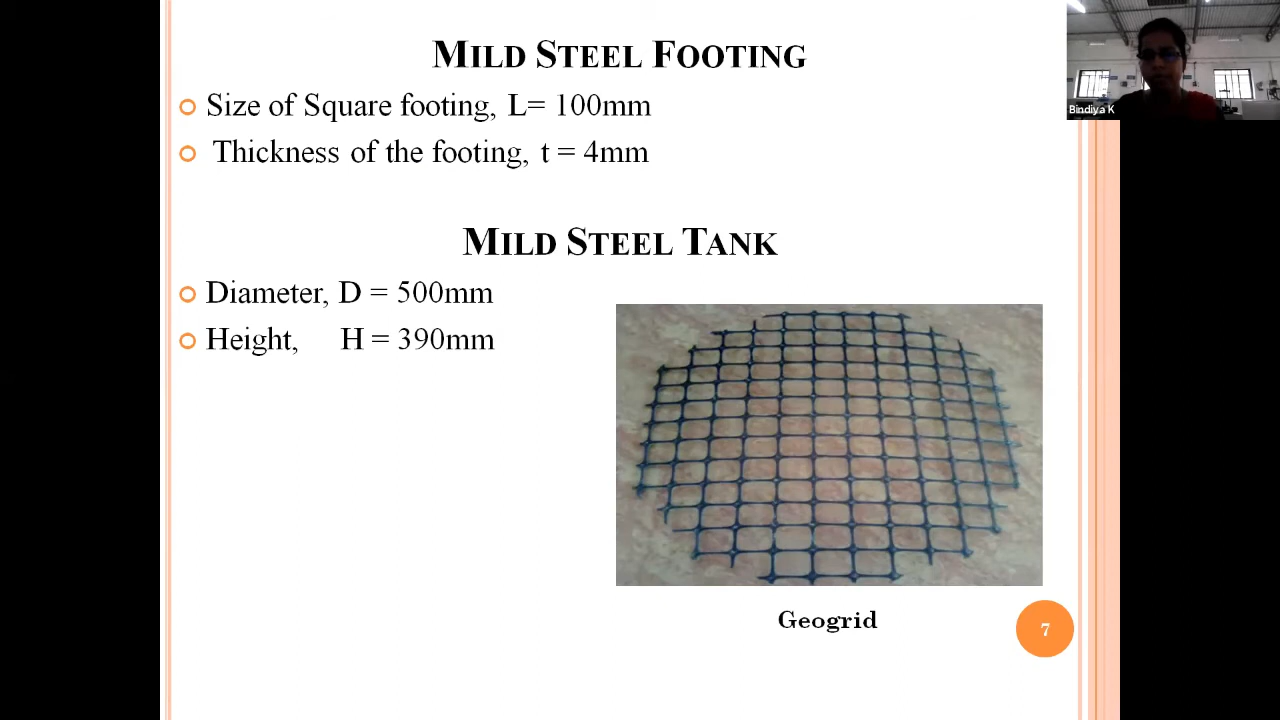 MILD STEEL FOOTING
Size of Square footing, L= 100mm
Thickness of the footing, t = 4mm
MILD STEEL TANK
Diameter, D = 500mm
Height, H = 390mm
Geogrid
7
Bindiya K